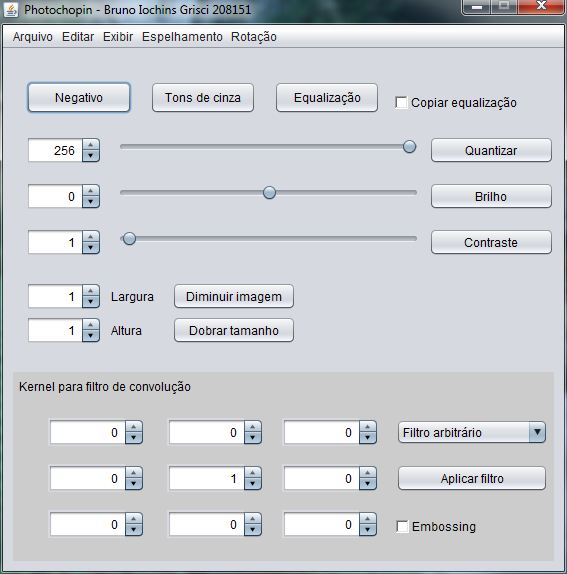 Photochopin - Bruno Iochins Grisci 208151
Arquivo Editar Exibir Espelhamento Rotação
Negativo Tons de cinza Equalização Copiar equalização
256 Quantizar
0 Brilho
1 Contraste
1 Largura Diminuir imagem
1 Altura Dobrar tamanho
Kernel para filtro de convolução
0 0 0 Filtro arbitrário
0 1 0 Aplicar filtro
0 0 0 Embossing